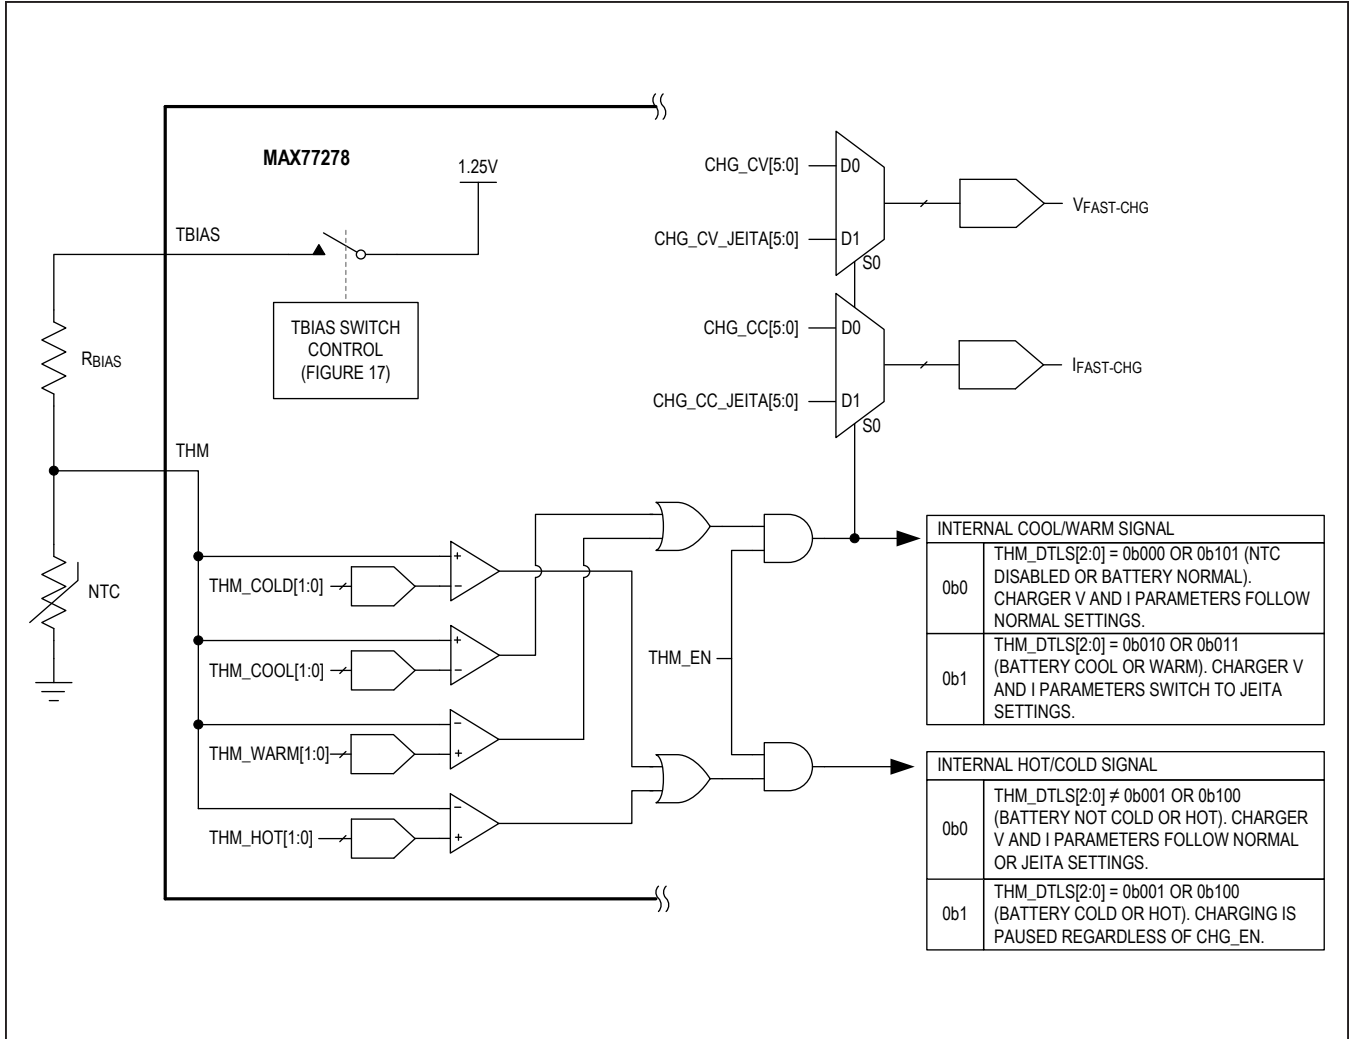 MAX77278
1.25V
TBIAS
TBIAS SWITCH
CONTROL
(FIGURE 17)
RBIAS
THM
NTC
CHG_CV[5:0]
D0
CHG_CV_JEITA[5:0]
D1
S0
VFAST-CHG
CHG_CC[5:0]
D0
CHG_CC_JEITA[5:0]
D1
S0
IFAST-CHG
THM_COLD[1:0]
+
−
THM_COOL[1:0]
+
−
THM_WARM[1:0]
−
+
THM_HOT[1:0]
−
+
THM_EN
INTERNAL COOL/WARM SIGNAL
0b0
THM_DTLS[2:0] = 0b000 OR 0b101 (NTC
DISABLED OR BATTERY NORMAL).
CHARGER V AND I PARAMETERS FOLLOW
NORMAL SETTINGS.
0b1
THM_DTLS[2:0] = 0b010 OR 0b011
(BATTERY COOL OR WARM). CHARGER V
AND I PARAMETERS SWITCH TO JEITA
SETTINGS.
INTERNAL HOT/COLD SIGNAL
0b0
THM_DTLS[2:0] ≠ 0b001 OR 0b100
(BATTERY NOT COLD OR HOT). CHARGER
V AND I PARAMETERS FOLLOW NORMAL
OR JEITA SETTINGS.
0b1
THM_DTLS[2:0] = 0b001 OR 0b100
(BATTERY COLD OR HOT). CHARGING IS
PAUSED REGARDLESS OF CHG_EN.